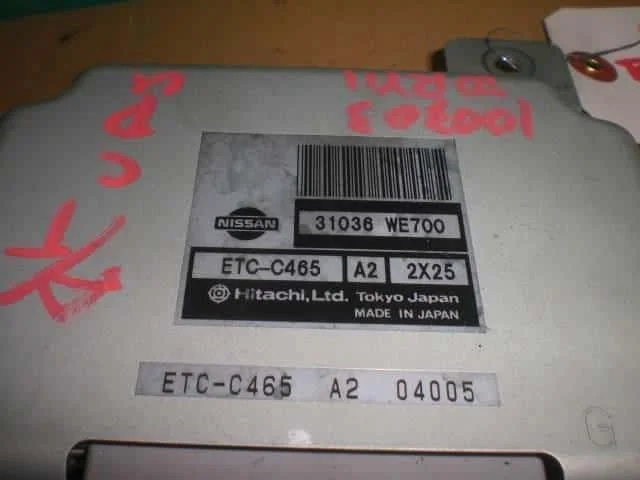 NISSAN
31036 WE700
ETC-C465 A2 2X25
Hitachi, Ltd. Tokyo Japan
MADE IN JAPAN
ETC-C465 A2 04005
G